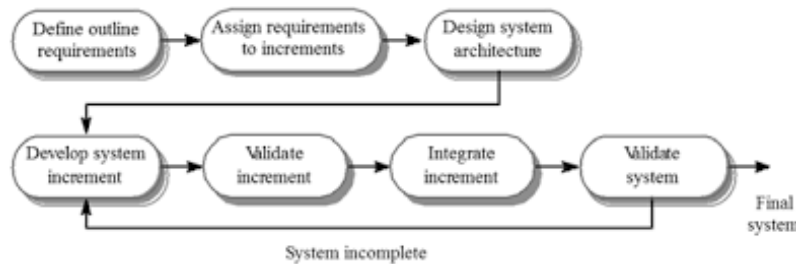 Define outline
requirements
Assign requirements
to increments
Design system
architecture
Develop system
increment
Validate
increment
Integrate
increment
Validate
system
Final
system
System incomplete